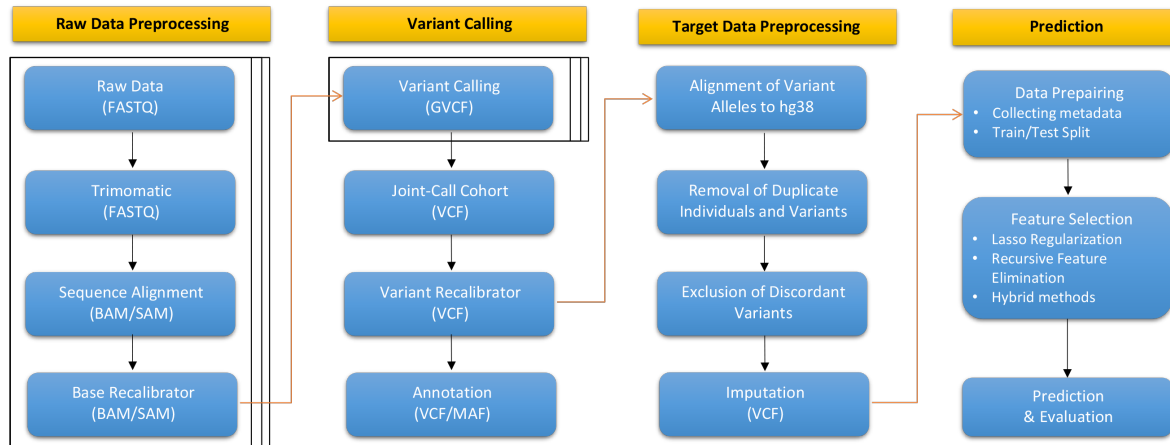 Raw Data Preprocessing
Raw Data
(FASTQ)
Trimomatic
(FASTQ)
Sequence Alignment
(BAM/SAM)
Base Recalibrator
(BAM/SAM)
Variant Calling
Variant Calling
(GVCF)
Joint-Call Cohort
(VCF)
Variant Recalibrator
(VCF)
Annotation
(VCF/MAF)
Target Data Preprocessing
Alignment of Variant
Alleles to hg38
Removal of Duplicate
Individuals and Variants
Exclusion of Discordant
Variants
Imputation
(VCF)
Prediction
Data Prepairing
• Collecting metadata
• Train/Test Split
Feature Selection
• Lasso Regularization
• Recursive Feature
Elimination
• Hybrid methods
Prediction
& Evaluation